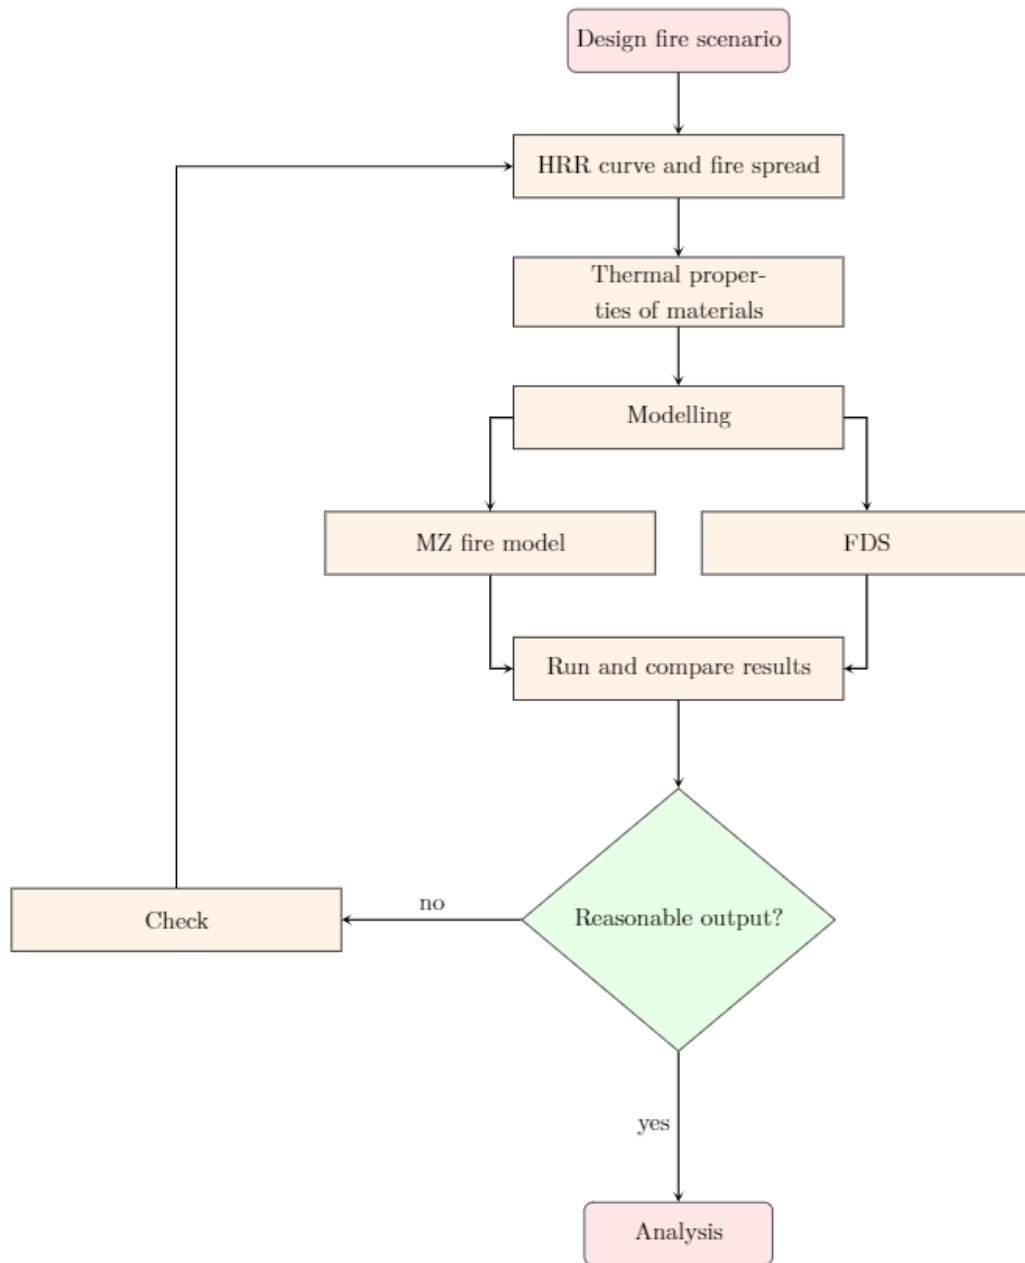 Design fire scenario
HRR curve and fire spread
Thermal proper-
ties of materials
Modelling
MZ fire model
FDS
Run and compare results
Reasonable output?
no
Check
yes
Analysis